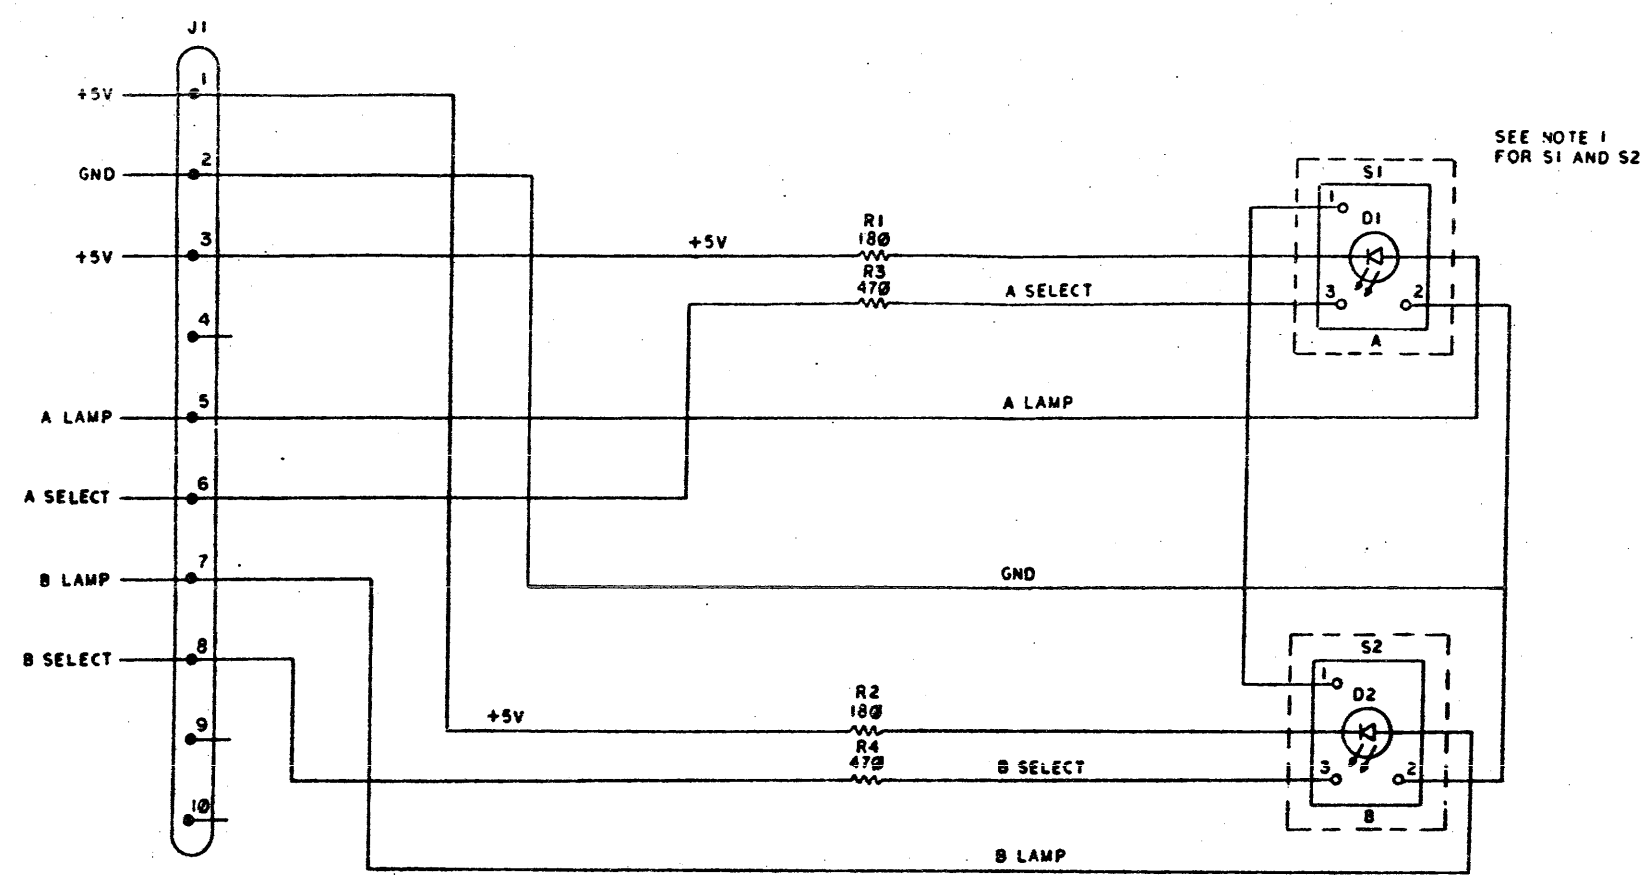 J1
1
+5V
2
GND
3
+5V
4
5
A LAMP
6
A SELECT
7
B LAMP
8
B SELECT
9
10
+5V
R1
180
R3
470
A SELECT
A LAMP
GND
+5V
R2
180
R4
470
B SELECT
B LAMP
SEE NOTE 1
FOR S1 AND S2
S1
1
D1
3
2
A
S2
1
D2
3
2
B